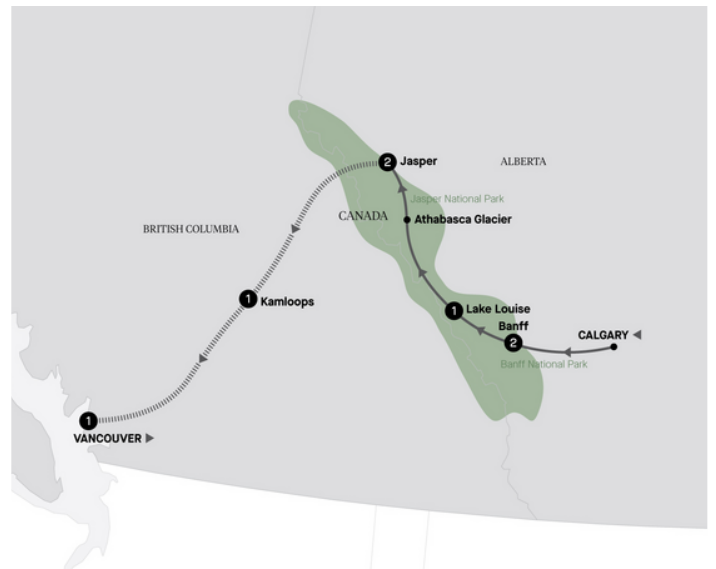 2 Jasper
ALBERTA
Jasper National Park
CANADA
Athabasca Glacier
BRITISH COLUMBIA
1 Kamloops
1 Lake Louise
Banff
2
CALGARY
Banff National Park
1
VANCOUVER